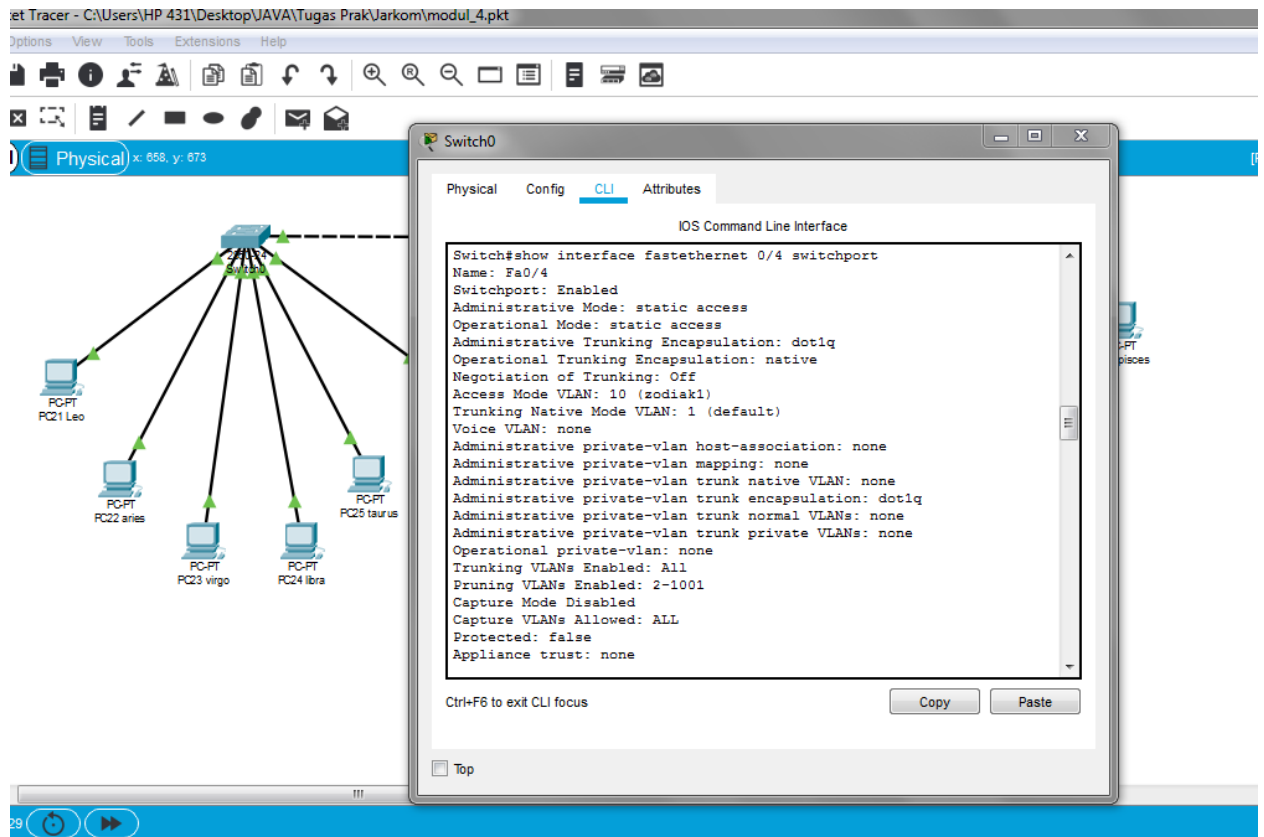 et Tracer - C:\Users\HP 431\Desktop\JAVA\Tugas Prak\Jarkom\modul_4.pkt
Options View Tools Extensions Help
Physical x: 658, y: 673
Switch0
Physical Config CLI Attributes
IOS Command Line Interface
Switch#show interface fastethernet 0/4 switchport
Name: Fa0/4
Switchport: Enabled
Administrative Mode: static access
Operational Mode: static access
Administrative Trunking Encapsulation: dot1q
Operational Trunking Encapsulation: native
Negotiation of Trunking: Off
Access Mode VLAN: 10 (zodiak1)
Trunking Native Mode VLAN: 1 (default)
Voice VLAN: none
Administrative private-vlan host-association: none
Administrative private-vlan mapping: none
Administrative private-vlan trunk native VLAN: none
Administrative private-vlan trunk encapsulation: dot1q
Administrative private-vlan trunk normal VLANs: none
Administrative private-vlan trunk private VLANs: none
Operational private-vlan: none
Trunking VLANs Enabled: All
Pruning VLANs Enabled: 2-1001
Capture Mode Disabled
Capture VLANs Allowed: ALL
Protected: false
Appliance trust: none
Ctrl+F6 to exit CLI focus
Copy Paste
Top
Switch0
PC-PT
PC21 Leo
PC-PT
PC22 aries
PC-PT
PC23 virgo
PC-PT
PC24 libra
PC-PT
PC25 taurus
-PT
pisces
29